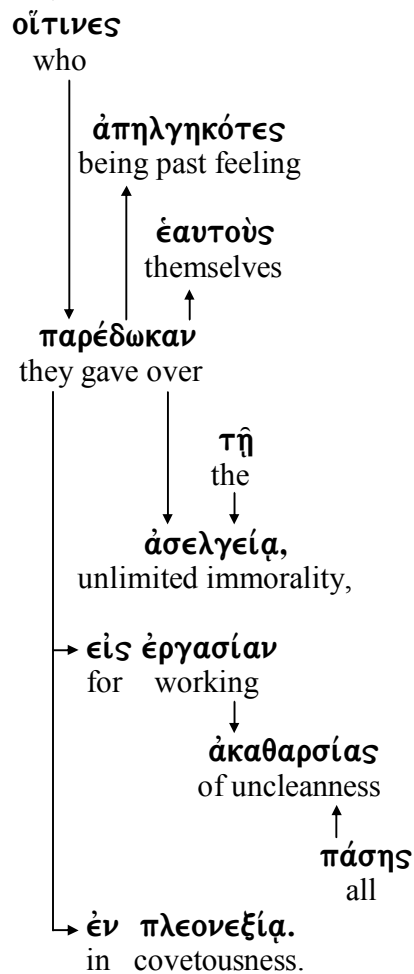 οἵτινες
who
ἀπηλγηκότες
being past feeling
ἑαυτοὺς
themselves
παρέδωκαν
they gave over
τῇ
the
ἀσελγείᾳ,
unlimited immorality,
εἰς ἐργασίαν
for working
ἀκαθαρσίας
of uncleanness
πάσης
all
ἐν πλεονεξίᾳ.
in covetousness.